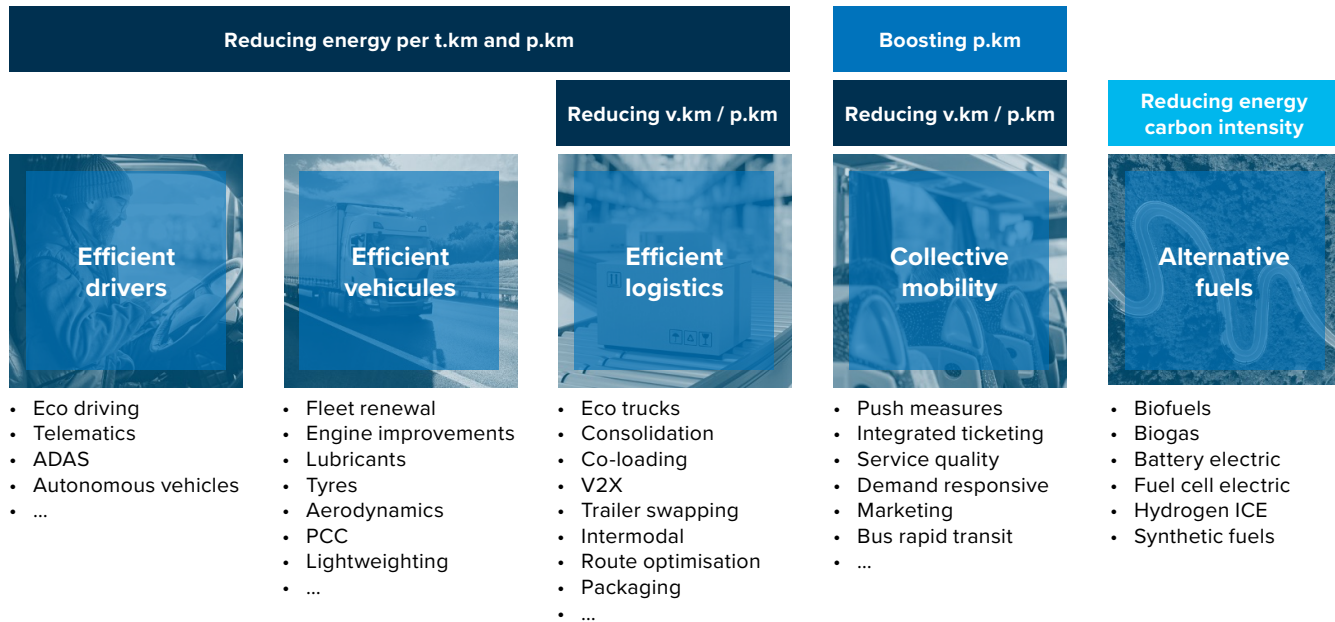 Reducing energy per t.km and p.km
Boosting p.km
Reducing v.km / p.km
Reducing v.km / p.km
Reducing energy
carbon intensity
Efficient
drivers
• Eco driving
• Telematics
• ADAS
• Autonomous vehicles
• ...
Efficient
vehicules
• Fleet renewal
• Engine improvements
• Lubricants
• Tyres
• Aerodynamics
• PCC
• Lightweighting
• ...
Efficient
logistics
• Eco trucks
• Consolidation
• Co-loading
• V2X
• Trailer swapping
• Intermodal
• Route optimisation
• Packaging
• ...
Collective
mobility
• Push measures
• Integrated ticketing
• Service quality
• Demand responsive
• Marketing
• Bus rapid transit
• ...
Alternative
fuels
• Biofuels
• Biogas
• Battery electric
• Fuel cell electric
• Hydrogen ICE
• Synthetic fuels